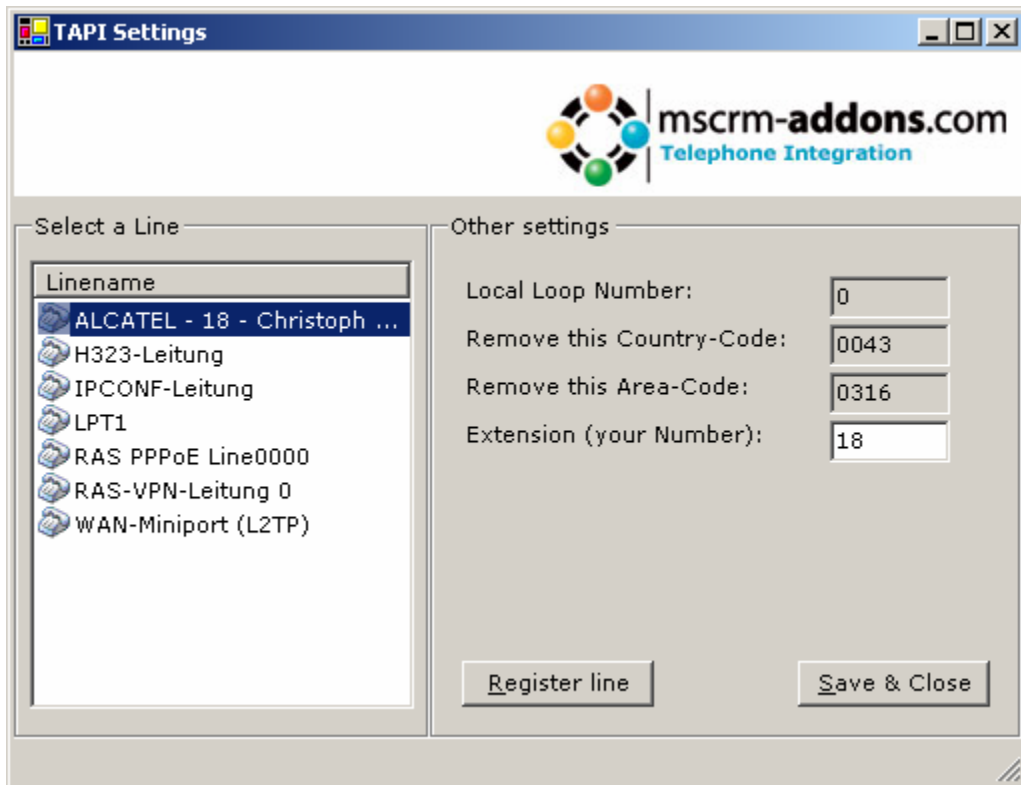 TAPI Settings
mscrm-addons.com
Telephone Integration
Select a Line
Linename
ALCATEL - 18 - Christoph ...
H323-Leitung
IPCONF-Leitung
LPT1
RAS PPPoE Line0000
RAS-VPN-Leitung 0
WAN-Miniport (L2TP)
Other settings
Local Loop Number: 0
Remove this Country-Code: 0043
Remove this Area-Code: 0316
Extension (your Number): 18
Register line
Save & Close